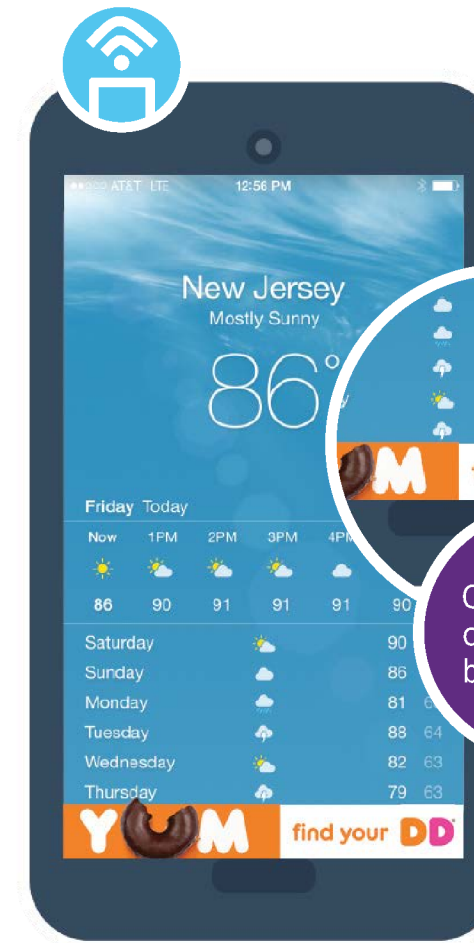 AT&T LTE 12:56 PM
New Jersey
Mostly Sunny
86°
Friday Today
Now 1PM 2PM 3PM 4PM
86 90 91 91 91 90
Saturday 90
Sunday 86
Monday 81
Tuesday 88 64
Wednesday 82 63
Thursday 79 63
YUM find your DD
UM